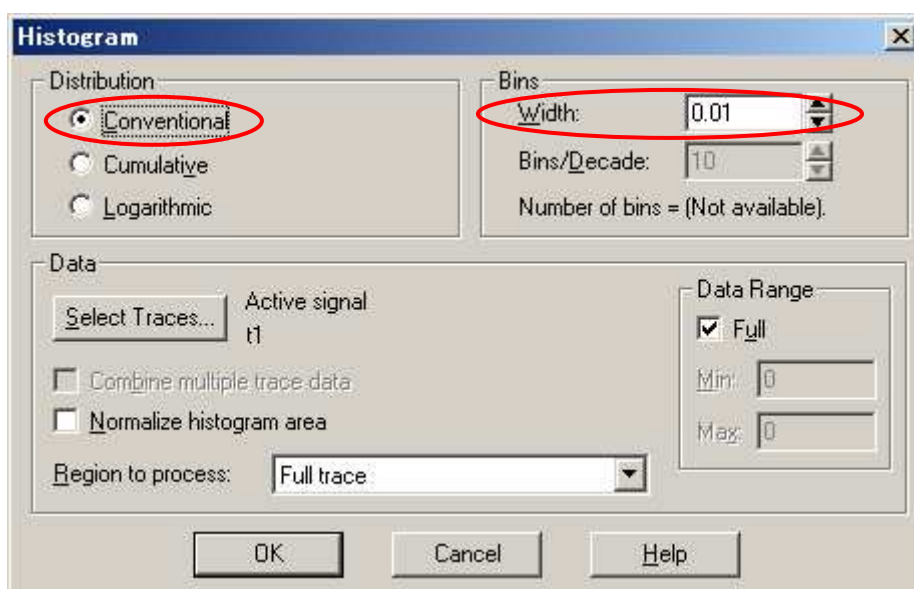 Histogram
Distribution
Conventional
Cumulative
Logarithmic
Bins
Width: 0.01
Bins/Decade: 10
Number of bins = (Not available).
Data
Select Traces...
Active signal
t1
Combine multiple trace data
Normalize histogram area
Region to process: Full trace
Data Range
Full
Min: 0
Max: 0
OK Cancel Help